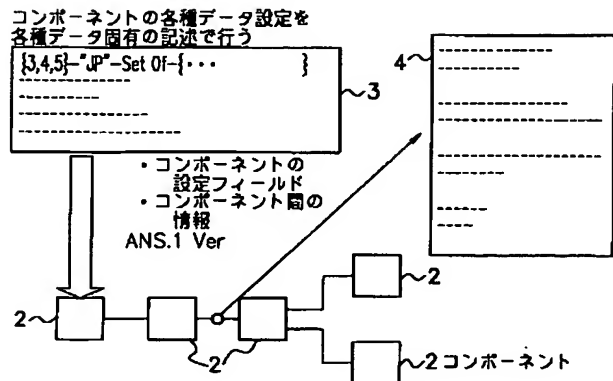 コンポーネントの各種データ設定を
各種データ固有の記述で行う
{3,4,5}-"JP"-Set Of-{・・・ }
3
4
・コンポーネントの
設定フィールド
・コンポーネント間の
情報
ANS.1 Ver
2
2
2
2 コンポーネント